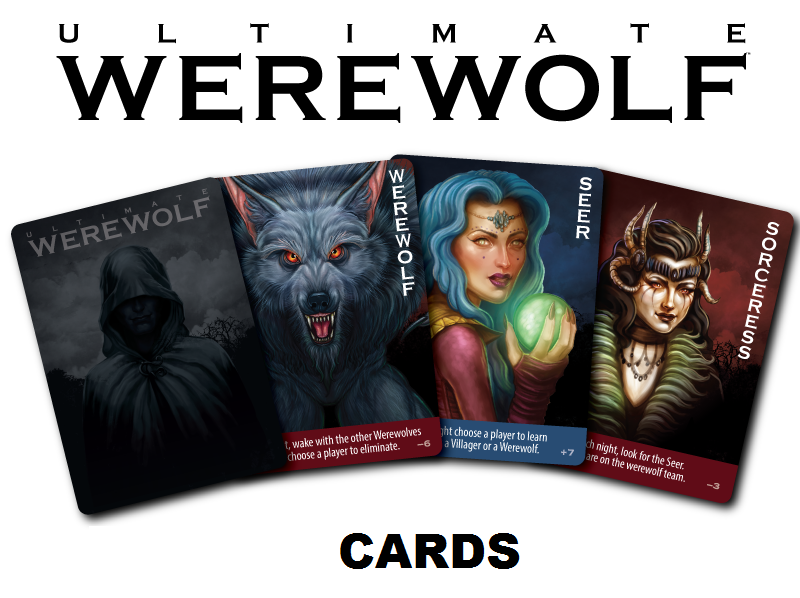 ULTIMATE
WEREWOLF
ULTIMATE
WEREWOLF
WEREWOLF
t, wake with the other Werewolves
choose a player to eliminate.
-6
SEER
ght choose a player to learn
a Villager or a Werewolf.
+7
SORCERESS
ch night, look for the Seer.
are on the werewolf team.
-3
CARDS